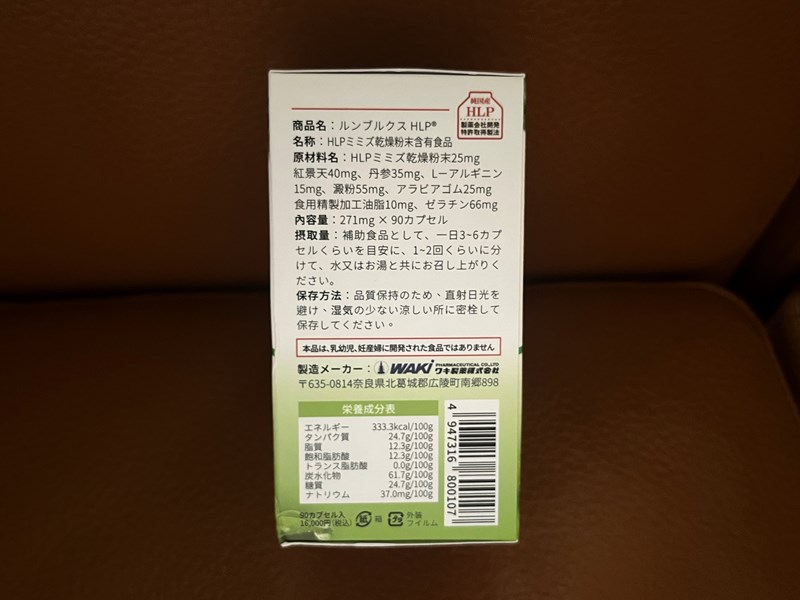 純国産
HLP
製薬会社開発
特許取得製法
商品名：ルンブルクス HLP®
名称：HLPミミズ乾燥粉末含有食品
原材料名：HLPミミズ乾燥粉末25mg
紅景天40mg、丹参35mg、L－アルギニン
15mg、澱粉55mg、アラビアゴム25mg
食用精製加工油脂10mg、ゼラチン66mg
内容量：271mg × 90カプセル
摂取量：補助食品として、一日3~6カプ
セルくらいを目安に、1~2回くらいに分
けて、水又はお湯と共にお召し上がりく
ださい。
保存方法：品質保持のため、直射日光を
避け、湿気の少ない涼しい所に密栓して
保存してください。
本品は、乳幼児、妊産婦に開発された食品ではありません
製造メーカー：WAKi PHARMACEUTICAL CO.,LTD
ワキ製薬株式会社
〒635-0814奈良県北葛城郡広陵町南郷898
栄養成分表
エネルギー 333.3kcal/100g
タンパク質 24.7g/100g
脂質 12.3g/100g
飽和脂肪酸 12.3g/100g
トランス脂肪酸 0.0g/100g
炭水化物 61.7g/100g
糖質 24.7g/100g
ナトリウム 37.0mg/100g
4 947316 800107
90カプセル入
16,000円（税込）
紙 箱
プラ 外装
フィルム